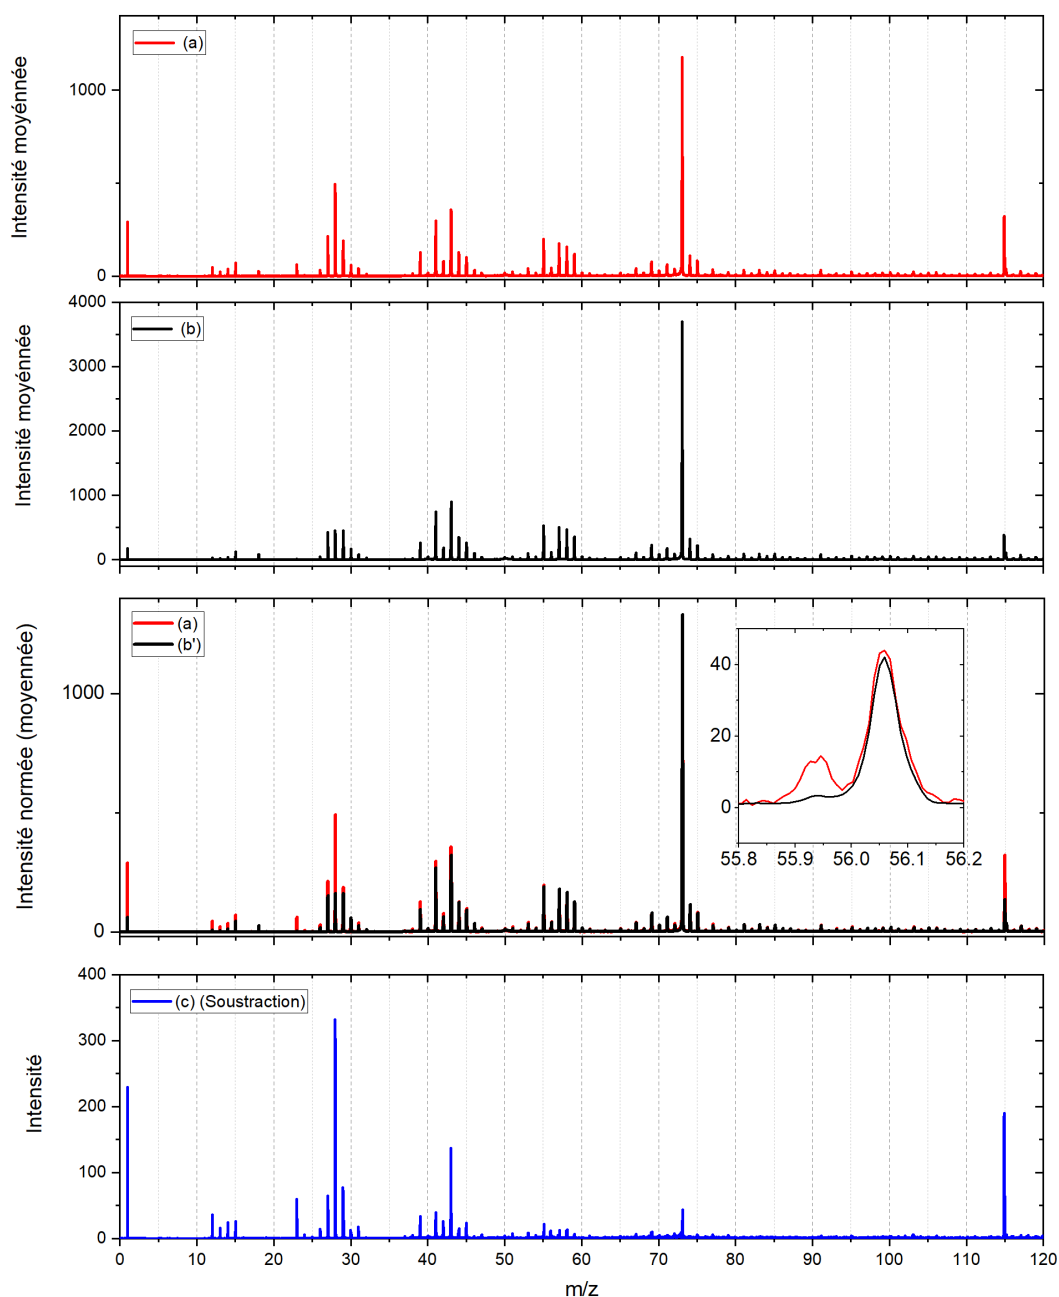 (a)
Intensité moyénnée
1000
0
(b)
Intensité moyénnée
4000
3000
2000
1000
0
(a)
(b')
Intensité normée (moyennée)
1000
0
40
20
0
55.8 55.9 56.0 56.1 56.2
(c) (Soustraction)
Intensité
400
300
200
100
0
0 10 20 30 40 50 60 70 80 90 100 110 120
m/z